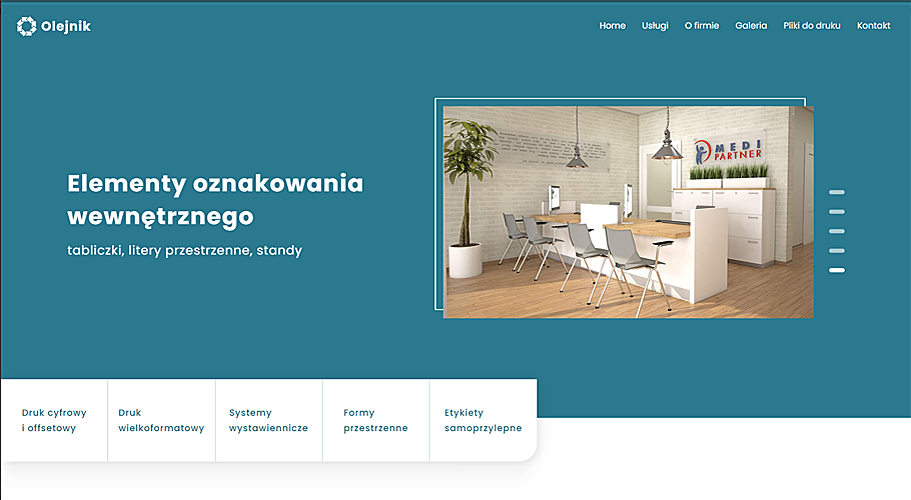 Olejnik
Home Usługi O firmie Galeria Pliki do druku Kontakt
MEDI
PARTNER
Elementy oznakowania
wewnętrznego
tabliczki, litery przestrzenne, standy
Druk cyfrowy
i offsetowy
Druk
wielkoformatowy
Systemy
wystawiennicze
Formy
przestrzenne
Etykiety
samoprzylepne